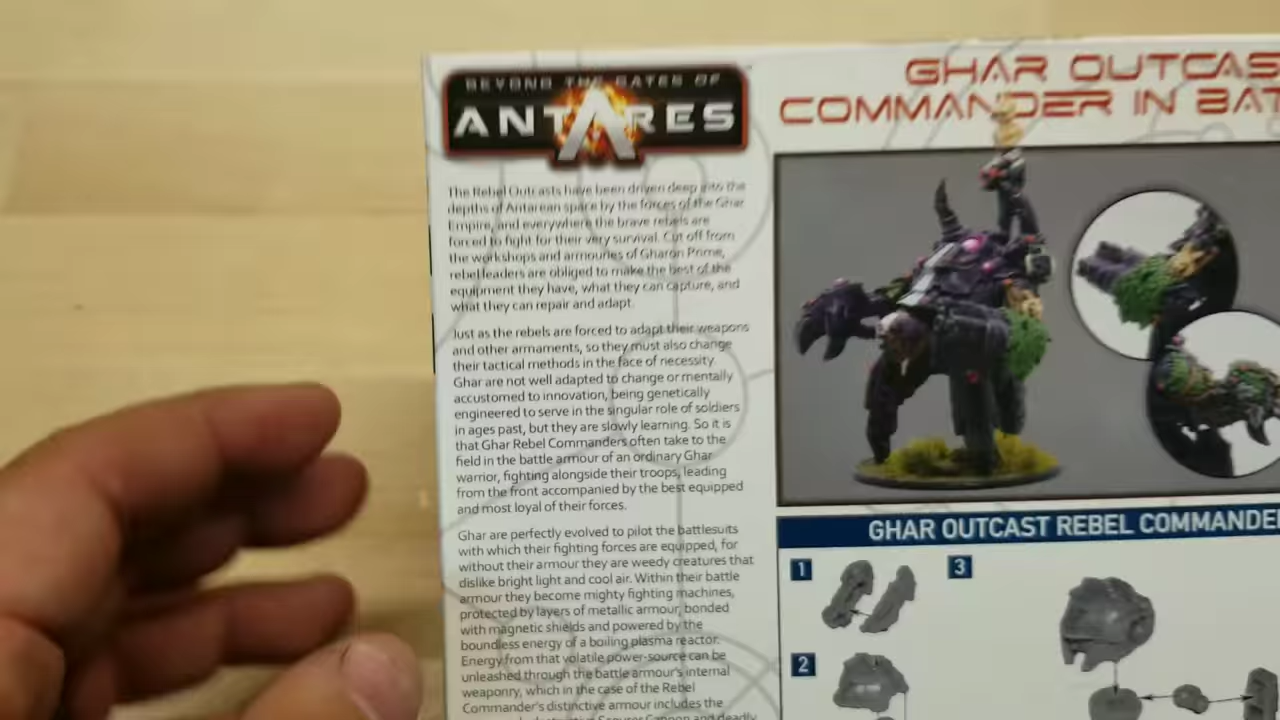 BEYOND THE GATES OF
ANTARES
GHAR OUTCAS
COMMANDER IN BAT
The Rebel Outcasts have been driven deep into the
depths of Antarean space by the forces of the Ghar
Empire, and everywhere the brave rebels are
forced to fight for their very survival. Cut off from
the workshops and armouries of Gharon Prime,
rebel leaders are obliged to make the best of the
equipment they have, what they can capture, and
what they can repair and adapt.
Just as the rebels are forced to adapt their weapons
and other armaments, so they must also change
their tactical methods in the face of necessity.
Ghar are not well adapted to change or mentally
accustomed to innovation, being genetically
engineered to serve in the singular role of soldiers
in ages past, but they are slowly learning. So it is
that Ghar Rebel Commanders often take to the
field in the battle armour of an ordinary Ghar
warrior, fighting alongside their troops, leading
from the front accompanied by the best equipped
and most loyal of their forces.
Ghar are perfectly evolved to pilot the battlesuits
with which their fighting forces are equipped, for
without their armour they are weedy creatures that
dislike bright light and cool air. Within their battle
armour they become mighty fighting machines,
protected by layers of metallic armour, bonded
with magnetic shields and powered by the
boundless energy of a boiling plasma reactor.
Energy from that volatile power-source can be
unleashed through the battle armour's internal
weaponry, which in the case of the Rebel
Commander's distinctive armour includes the
Cannon and deadly
GHAR OUTCAST REBEL COMMANDE
1
3
2